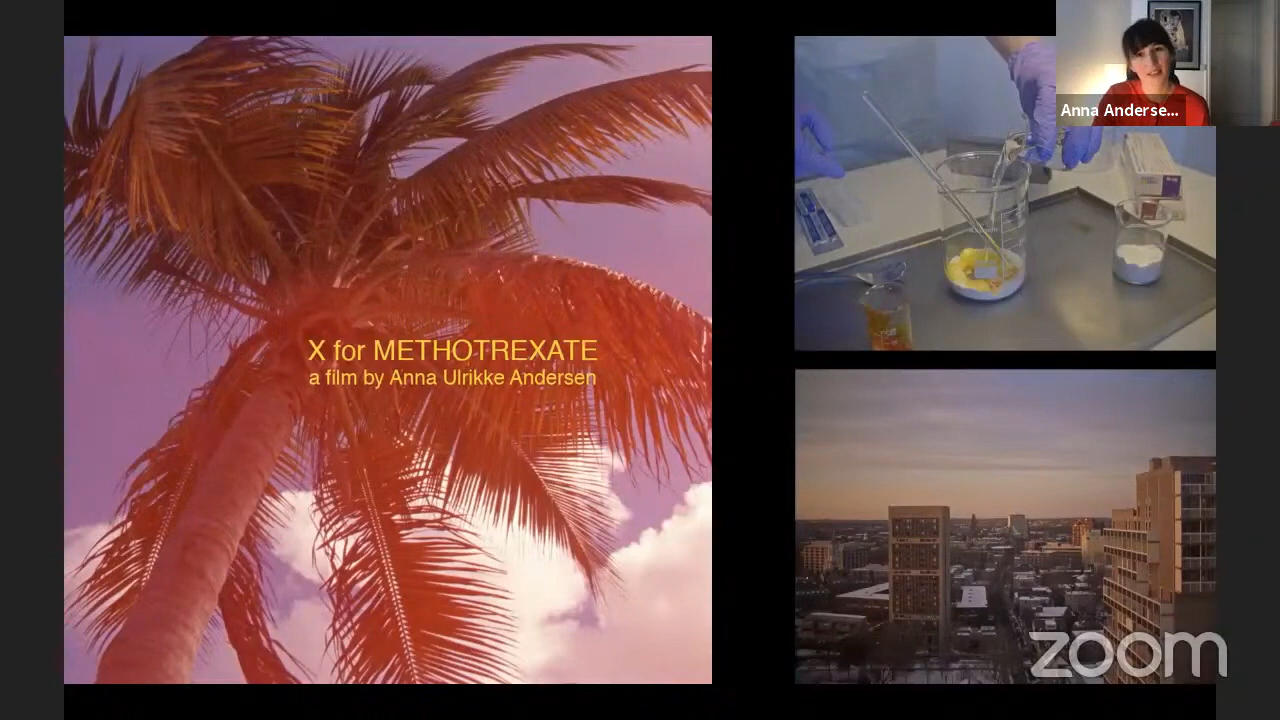 Anna Anderse...
X for METHOTREXATE
a film by Anna Ulrikke Andersen
zoom